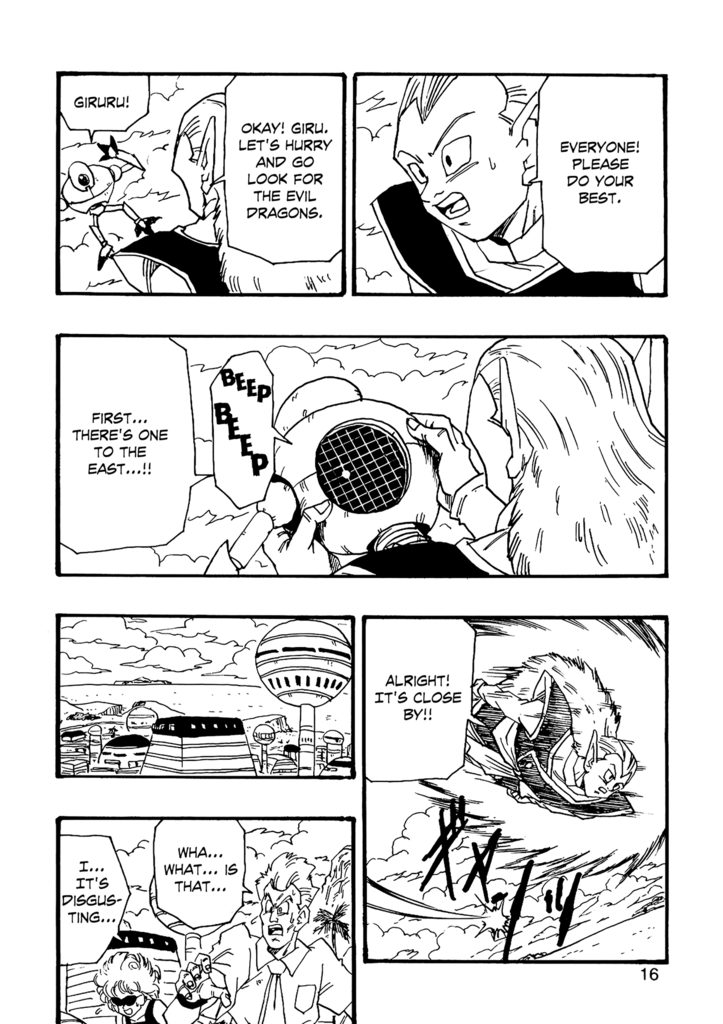 EVERYONE!
PLEASE
DO YOUR
BEST.
OKAY! GIRU.
LET'S HURRY
AND GO
LOOK FOR
THE EVIL
DRAGONS.
GIRURU!
BEEP
BEEP
FIRST...
THERE'S ONE
TO THE
EAST...!!
ALRIGHT!
IT'S CLOSE
BY!!
WHA...
WHAT... IS
THAT...
I...
IT'S
DISGUS-
TING...
16